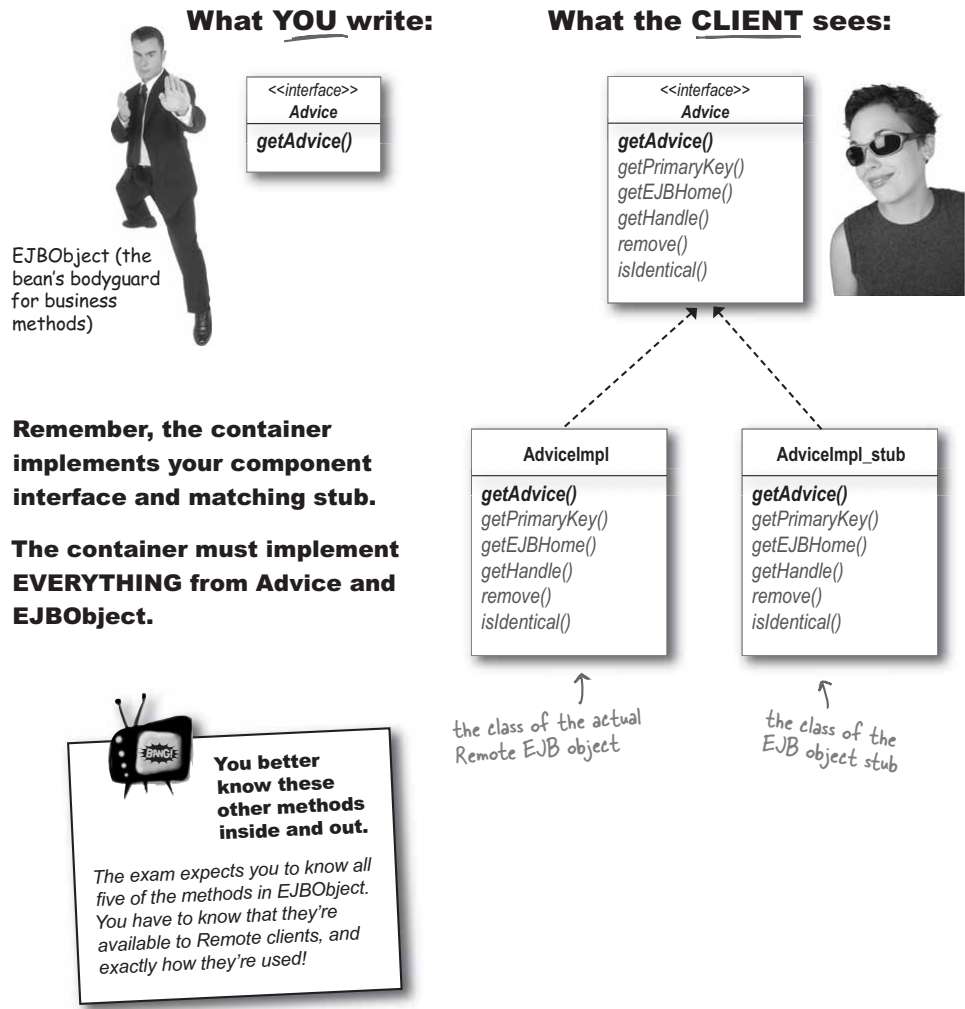 What YOU write:
What the CLIENT sees:
<<interface>>
Advice
getAdvice()
EJBObject (the
bean's bodyguard
for business
methods)
<<interface>>
Advice
getAdvice()
getPrimaryKey()
getEJBHome()
getHandle()
remove()
isIdentical()
Remember, the container
implements your component
interface and matching stub.
The container must implement
EVERYTHING from Advice and
EJBObject.
AdviceImpl
getAdvice()
getPrimaryKey()
getEJBHome()
getHandle()
remove()
isIdentical()
AdviceImpl_stub
getAdvice()
getPrimaryKey()
getEJBHome()
getHandle()
remove()
isIdentical()
the class of the actual
Remote EJB object
the class of the
EJB object stub
BANG!
You better
know these
other methods
inside and out.
The exam expects you to know all
five of the methods in EJBObject.
You have to know that they're
available to Remote clients, and
exactly how they're used!